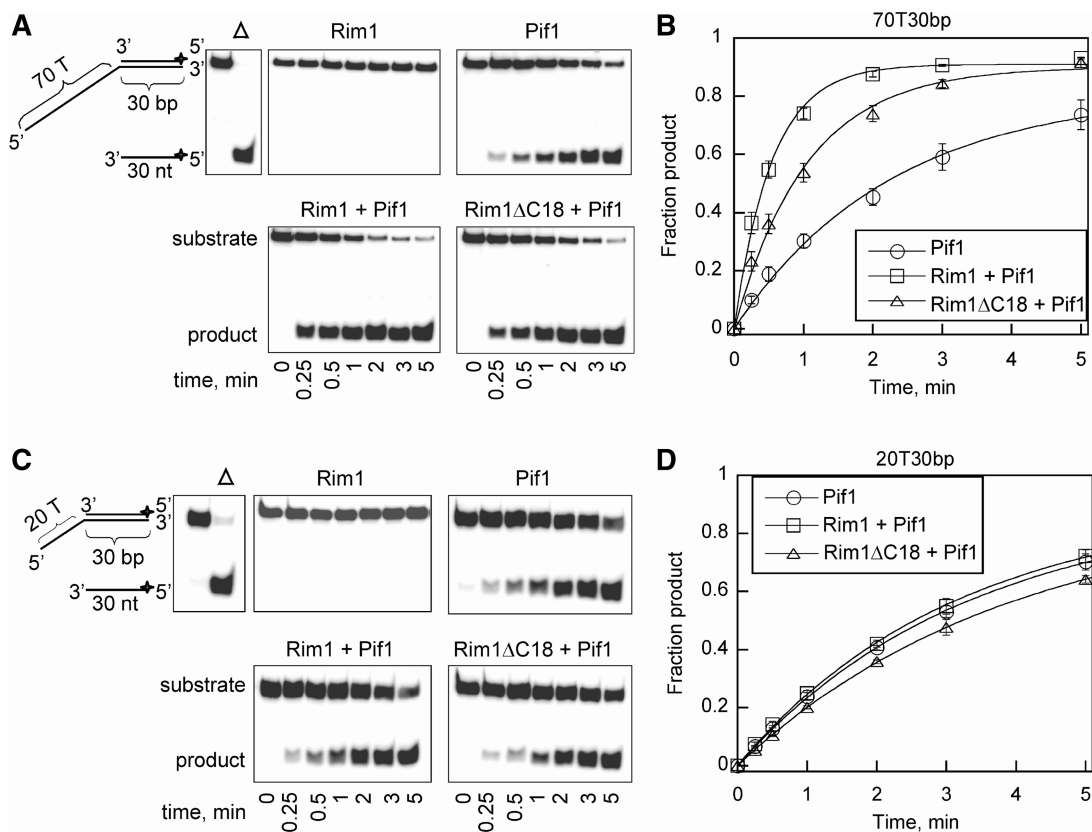 A
Δ
Rim1
Pif1
3’
5’
3’
70 T
30 bp
5’
3’
5’
30 nt
Rim1 + Pif1
Rim1ΔC18 + Pif1
substrate
product
time, min
0 0.25 0.5 1 2 3 5
0 0.25 0.5 1 2 3 5
B
70T30bp
Fraction product
1
0.8
0.6
0.4
0.2
0
Pif1
Rim1 + Pif1
Rim1ΔC18 + Pif1
0 1 2 3 4 5
Time, min
C
Δ
Rim1
Pif1
20 T
3’
5’
3’
30 bp
5’
3’
5’
30 nt
Rim1 + Pif1
Rim1ΔC18 + Pif1
substrate
product
time, min
0 0.25 0.5 1 2 3 5
0 0.25 0.5 1 2 3 5
D
20T30bp
Fraction product
1
0.8
0.6
0.4
0.2
0
Pif1
Rim1 + Pif1
Rim1ΔC18 + Pif1
0 1 2 3 4 5
Time, min